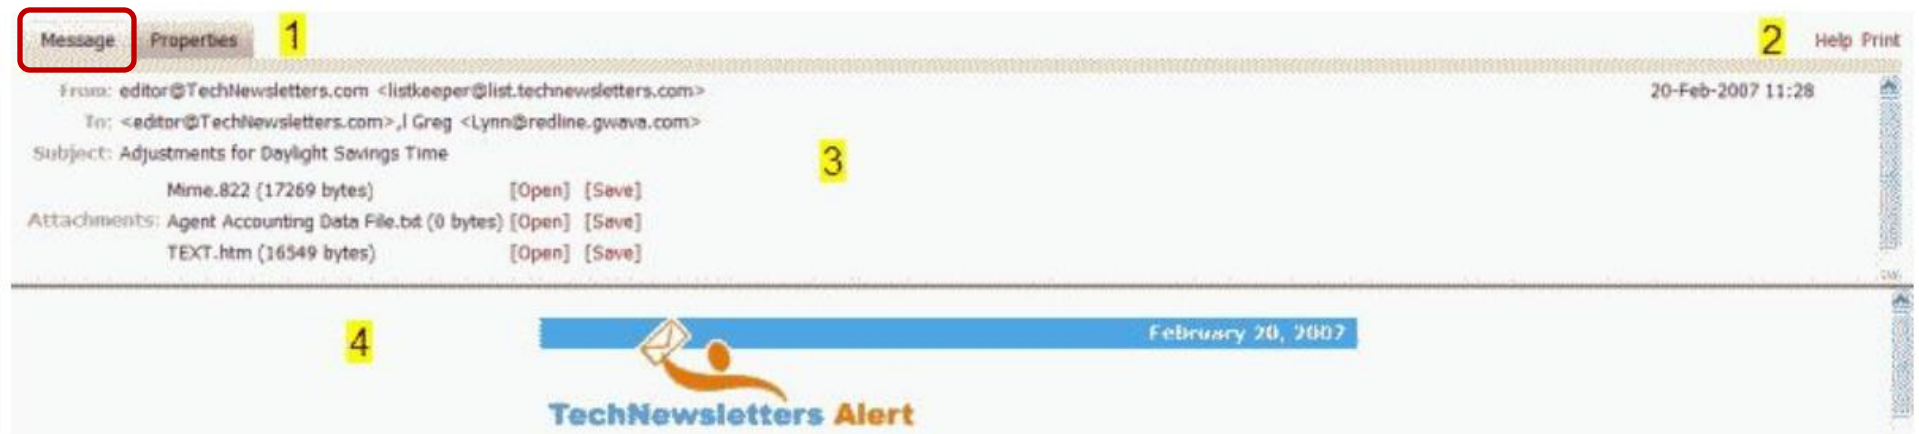 Message Properties 1 2 Help Print
From: editor@TechNewsletters.com <listkeeper@list.technewsletters.com> 20-Feb-2007 11:28
To: <editor@TechNewsletters.com>,l Greg <Lynn@redline.gwava.com>
Subject: Adjustments for Daylight Savings Time 3
Mime.822 (17269 bytes) [Open] [Save]
Attachments: Agent Accounting Data File.txt (0 bytes) [Open] [Save]
TEXT.htm (16549 bytes) [Open] [Save]
4 February 20, 2007
TechNewsletters Alert